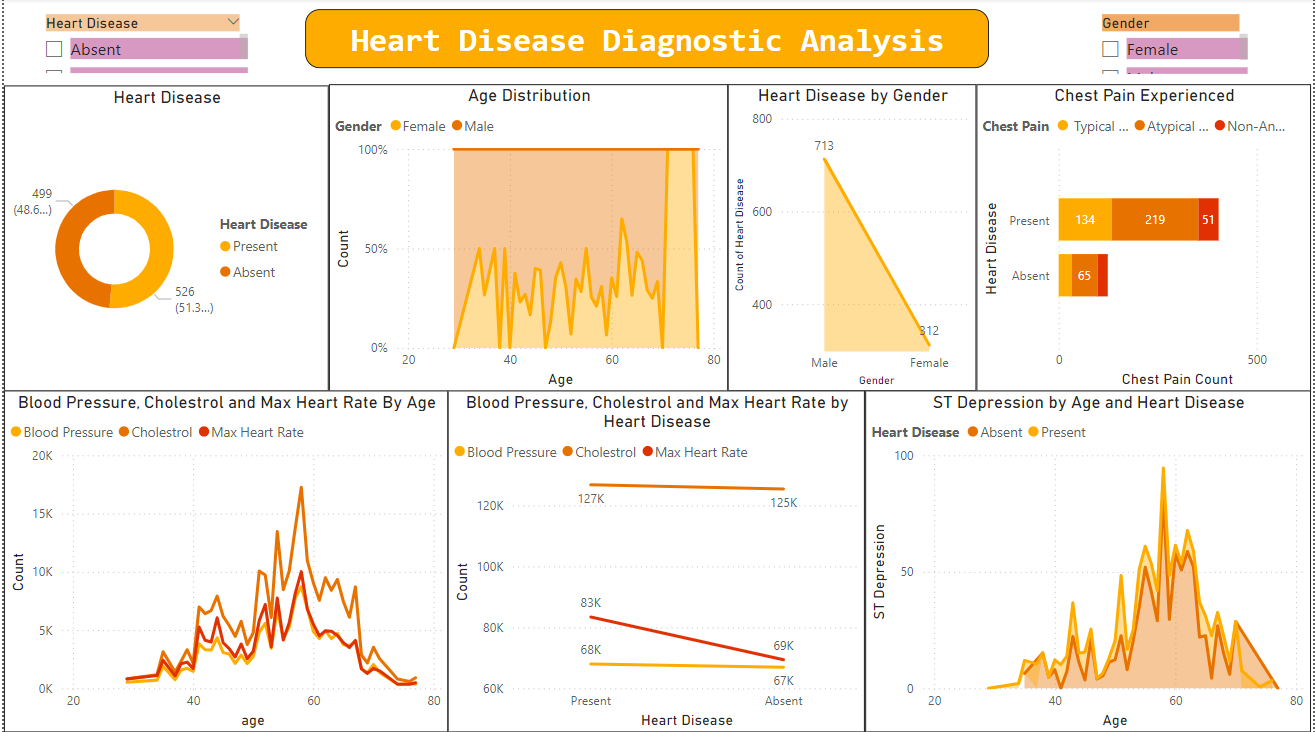 Heart Disease
Absent
Heart Disease Diagnostic Analysis
Gender
Female
Heart Disease
499
(48.6...)
Heart Disease
Present
Absent
526
(51.3...)
Age Distribution
Gender Female Male
100%
50%
0%
Count
20 40 60 80
Age
Heart Disease by Gender
800
713
600
400
312
Count of Heart Disease
Male Female
Gender
Chest Pain Experienced
Chest Pain Typical ... Atypical ... Non-An...
Heart Disease
Present 134 219 51
Absent 65
0 500
Chest Pain Count
Blood Pressure, Cholestrol and Max Heart Rate By Age
Blood Pressure Cholestrol Max Heart Rate
20K
15K
10K
5K
0K
Count
20 40 60 80
age
Blood Pressure, Cholestrol and Max Heart Rate by
Heart Disease
Blood Pressure Cholestrol Max Heart Rate
127K 125K
120K
100K
83K
80K
69K
68K
67K
60K
Count
Present Absent
Heart Disease
ST Depression by Age and Heart Disease
Heart Disease Absent Present
100
50
0
ST Depression
20 40 60 80
Age